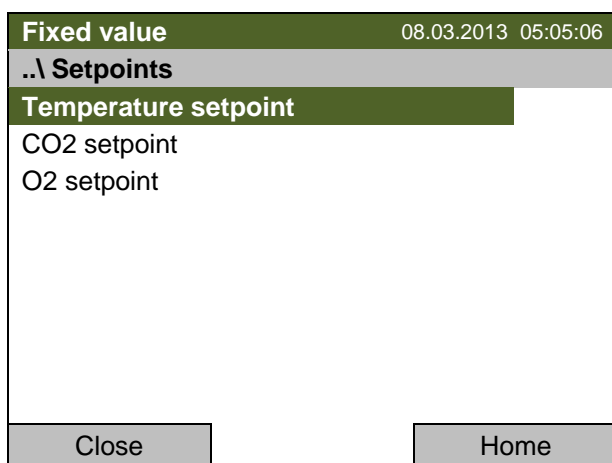 Fixed value 08.03.2013 05:05:06
..\ Setpoints
Temperature setpoint
CO2 setpoint
O2 setpoint
Close Home